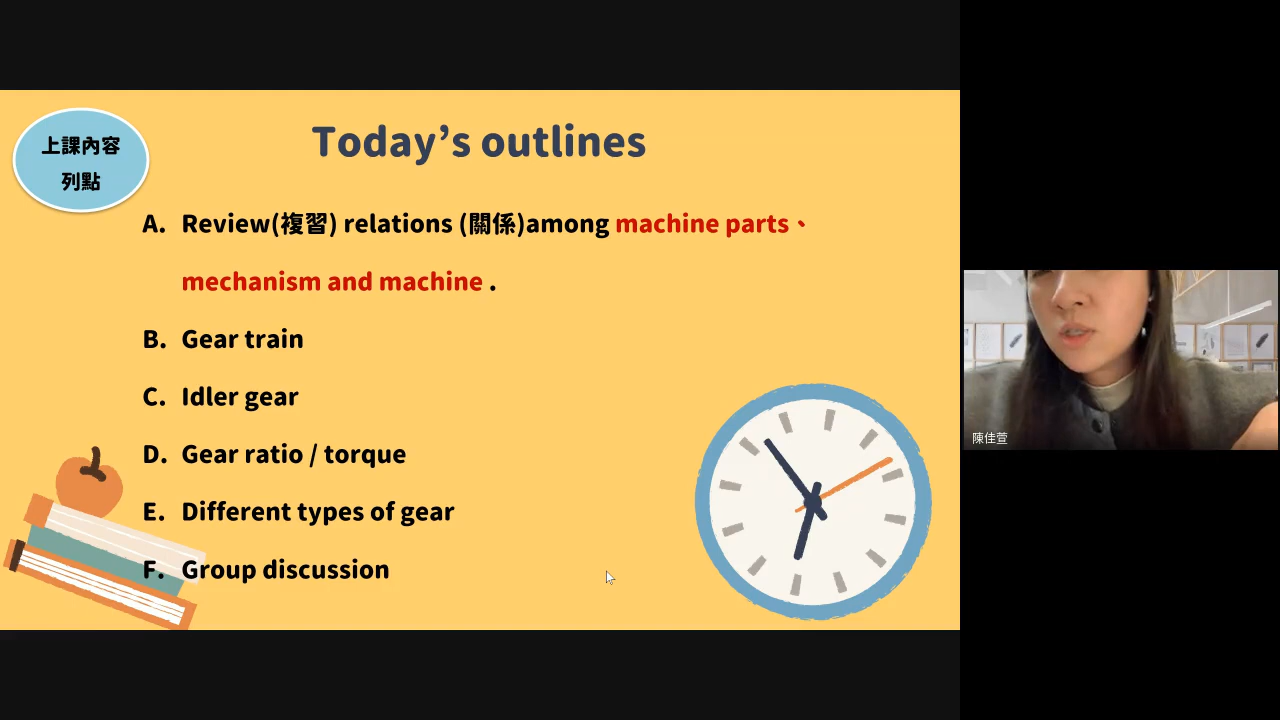 上課內容
列點
Today’s outlines
A. Review(複習) relations (關係)among machine parts、
mechanism and machine .
B. Gear train
C. Idler gear
D. Gear ratio / torque
E. Different types of gear
F. Group discussion
陳佳萱